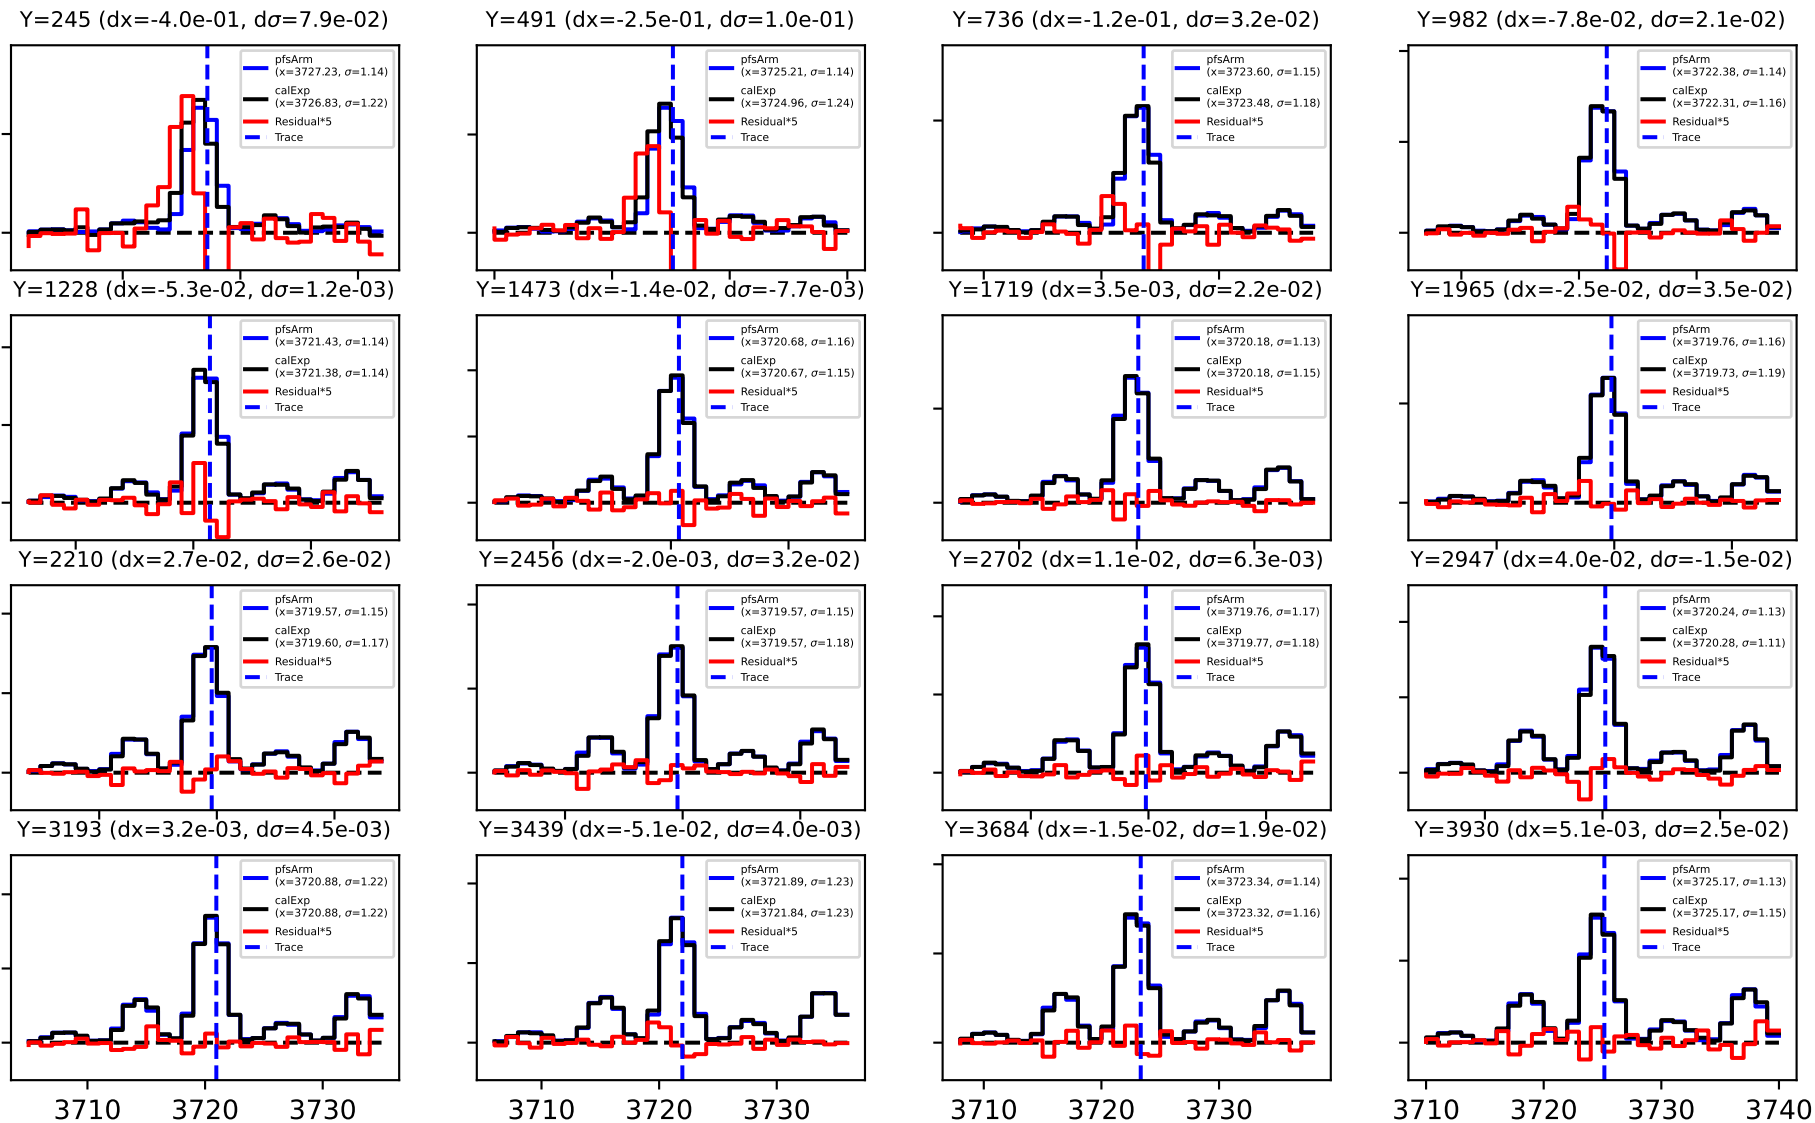 Y=245 (dx=-4.0e-01, dσ=7.9e-02)
pfsArm
(x=3727.23, σ=1.14)
calExp
(x=3726.83, σ=1.22)
Residual*5
Trace
Y=491 (dx=-2.5e-01, dσ=1.0e-01)
pfsArm
(x=3725.21, σ=1.14)
calExp
(x=3724.96, σ=1.24)
Residual*5
Trace
Y=736 (dx=-1.2e-01, dσ=3.2e-02)
pfsArm
(x=3723.60, σ=1.15)
calExp
(x=3723.48, σ=1.18)
Residual*5
Trace
Y=982 (dx=-7.8e-02, dσ=2.1e-02)
pfsArm
(x=3722.38, σ=1.14)
calExp
(x=3722.31, σ=1.16)
Residual*5
Trace
Y=1228 (dx=-5.3e-02, dσ=1.2e-03)
pfsArm
(x=3721.43, σ=1.14)
calExp
(x=3721.38, σ=1.14)
Residual*5
Trace
Y=1473 (dx=-1.4e-02, dσ=-7.7e-03)
pfsArm
(x=3720.68, σ=1.16)
calExp
(x=3720.67, σ=1.15)
Residual*5
Trace
Y=1719 (dx=3.5e-03, dσ=2.2e-02)
pfsArm
(x=3720.18, σ=1.13)
calExp
(x=3720.18, σ=1.15)
Residual*5
Trace
Y=1965 (dx=-2.5e-02, dσ=3.5e-02)
pfsArm
(x=3719.76, σ=1.16)
calExp
(x=3719.73, σ=1.19)
Residual*5
Trace
Y=2210 (dx=2.7e-02, dσ=2.6e-02)
pfsArm
(x=3719.57, σ=1.15)
calExp
(x=3719.60, σ=1.17)
Residual*5
Trace
Y=2456 (dx=-2.0e-03, dσ=3.2e-02)
pfsArm
(x=3719.57, σ=1.15)
calExp
(x=3719.57, σ=1.18)
Residual*5
Trace
Y=2702 (dx=1.1e-02, dσ=6.3e-03)
pfsArm
(x=3719.76, σ=1.17)
calExp
(x=3719.77, σ=1.18)
Residual*5
Trace
Y=2947 (dx=4.0e-02, dσ=-1.5e-02)
pfsArm
(x=3720.24, σ=1.13)
calExp
(x=3720.28, σ=1.11)
Residual*5
Trace
Y=3193 (dx=3.2e-03, dσ=4.5e-03)
pfsArm
(x=3720.88, σ=1.22)
calExp
(x=3720.88, σ=1.22)
Residual*5
Trace
Y=3439 (dx=-5.1e-02, dσ=4.0e-03)
pfsArm
(x=3721.89, σ=1.23)
calExp
(x=3721.84, σ=1.23)
Residual*5
Trace
Y=3684 (dx=-1.5e-02, dσ=1.9e-02)
pfsArm
(x=3723.34, σ=1.14)
calExp
(x=3723.32, σ=1.16)
Residual*5
Trace
Y=3930 (dx=5.1e-03, dσ=2.5e-02)
pfsArm
(x=3725.17, σ=1.13)
calExp
(x=3725.17, σ=1.15)
Residual*5
Trace
3710 3720 3730
3710 3720 3730
3710 3720 3730
3710 3720 3730 3740